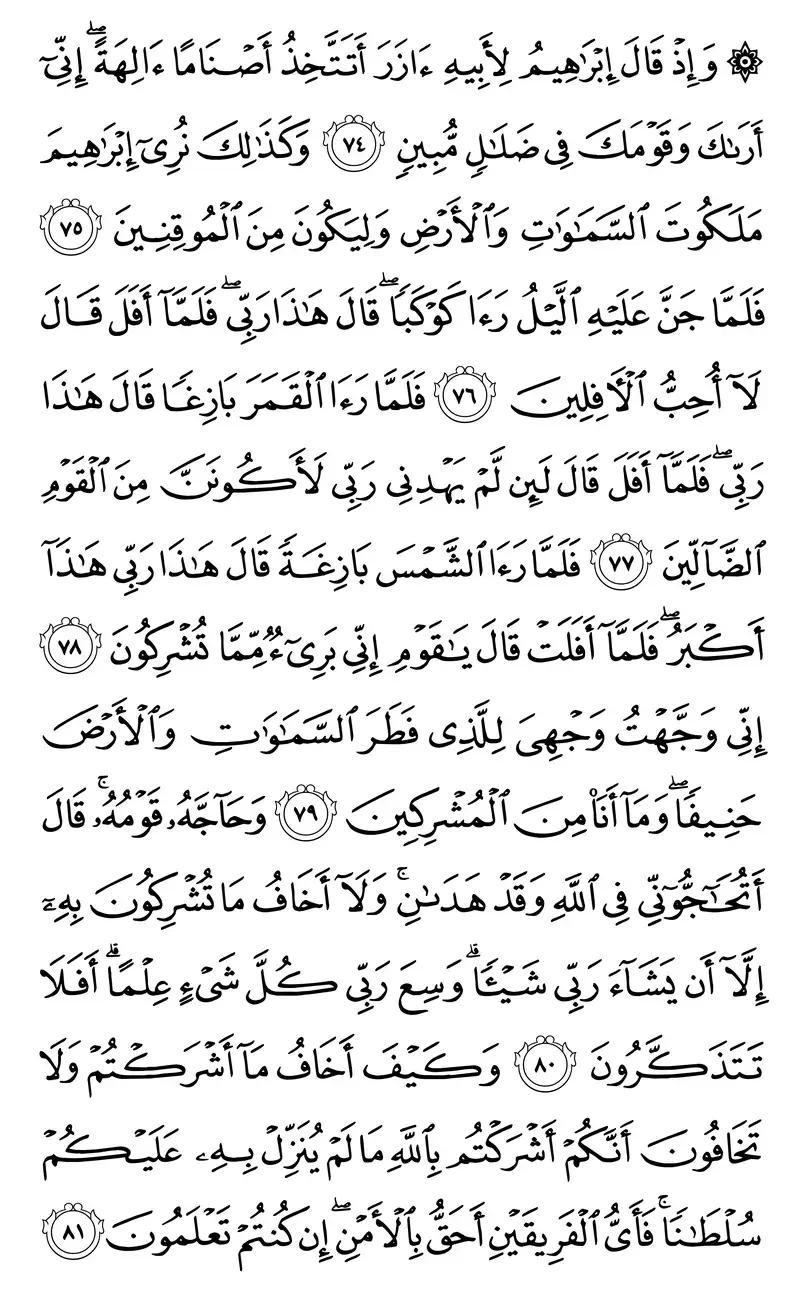 ۞ وَإِذْ قَالَ إِبْرَٰهِيمُ لِأَبِيهِ ءَازَرَ أَتَتَّخِذُ أَصْنَامًا ءَالِهَةً ۖ إِنِّىٓ
أَرَىٰكَ وَقَوْمَكَ فِى ضَلَٰلٍ مُّبِينٍ ٧٤ وَكَذَٰلِكَ نُرِىٓ إِبْرَٰهِيمَ
مَلَكُوتَ ٱلسَّمَٰوَٰتِ وَٱلْأَرْضِ وَلِيَكُونَ مِنَ ٱلْمُوقِنِينَ ٧٥
فَلَمَّا جَنَّ عَلَيْهِ ٱلَّيْلُ رَءَا كَوْكَبًا ۖ قَالَ هَٰذَا رَبِّى ۖ فَلَمَّآ أَفَلَ قَالَ
لَآ أُحِبُّ ٱلْءَافِلِينَ ٧٦ فَلَمَّا رَءَا ٱلْقَمَرَ بَازِغًا قَالَ هَٰذَا
رَبِّى ۖ فَلَمَّآ أَفَلَ قَالَ لَئِن لَّمْ يَهْدِنِى رَبِّى لَأَكُونَنَّ مِنَ ٱلْقَوْمِ
ٱلضَّآلِّينَ ٧٧ فَلَمَّا رَءَا ٱلشَّمْسَ بَازِغَةً قَالَ هَٰذَا رَبِّى هَٰذَآ
أَكْبَرُ ۖ فَلَمَّآ أَفَلَتْ قَالَ يَٰقَوْمِ إِنِّى بَرِىٓءٌ مِّمَّا تُشْرِكُونَ ٧٨
إِنِّى وَجَّهْتُ وَجْهِىَ لِلَّذِى فَطَرَ ٱلسَّمَٰوَٰتِ وَٱلْأَرْضَ
حَنِيفًا ۖ وَمَآ أَنَا۠ مِنَ ٱلْمُشْرِكِينَ ٧٩ وَحَآجَّهُۥ قَوْمُهُۥ ۚ قَالَ
أَتُحَٰٓجُّوٓنِّى فِى ٱللَّهِ وَقَدْ هَدَىٰنِ ۚ وَلَآ أَخَافُ مَا تُشْرِكُونَ بِهِۦٓ
إِلَّآ أَن يَشَآءَ رَبِّى شَيْـًٔا ۗ وَسِعَ رَبِّى كُلَّ شَىْءٍ عِلْمًا ۗ أَفَلَا
تَتَذَكَّرُونَ ٨٠ وَكَيْفَ أَخَافُ مَآ أَشْرَكْتُمْ وَلَا
تَخَافُونَ أَنَّكُمْ أَشْرَكْتُم بِٱللَّهِ مَا لَمْ يُنَزِّلْ بِهِۦ عَلَيْكُمْ
سُلْطَٰنًا ۚ فَأَىُّ ٱلْفَرِيقَيْنِ أَحَقُّ بِٱلْأَمْنِ ۖ إِن كُنتُمْ تَعْلَمُونَ ٨١